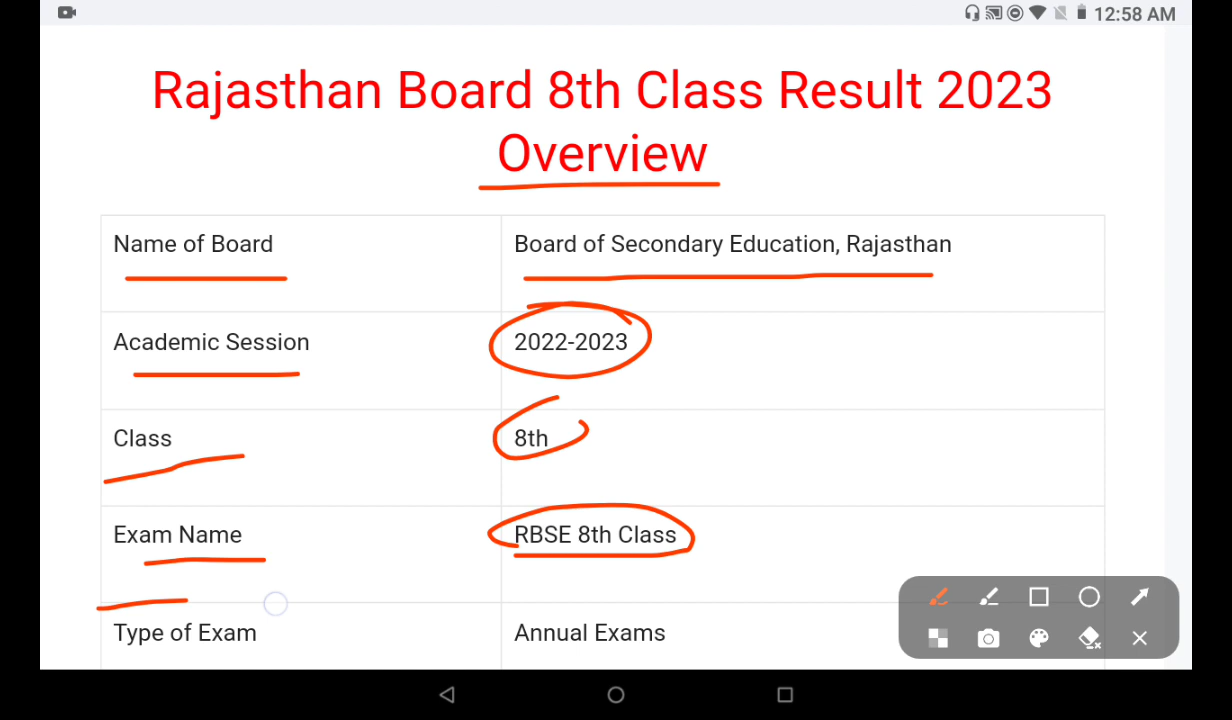 12:58 AM
Rajasthan Board 8th Class Result 2023
Overview
Name of Board
Board of Secondary Education, Rajasthan
Academic Session
2022-2023
Class
8th
Exam Name
RBSE 8th Class
Type of Exam
Annual Exams